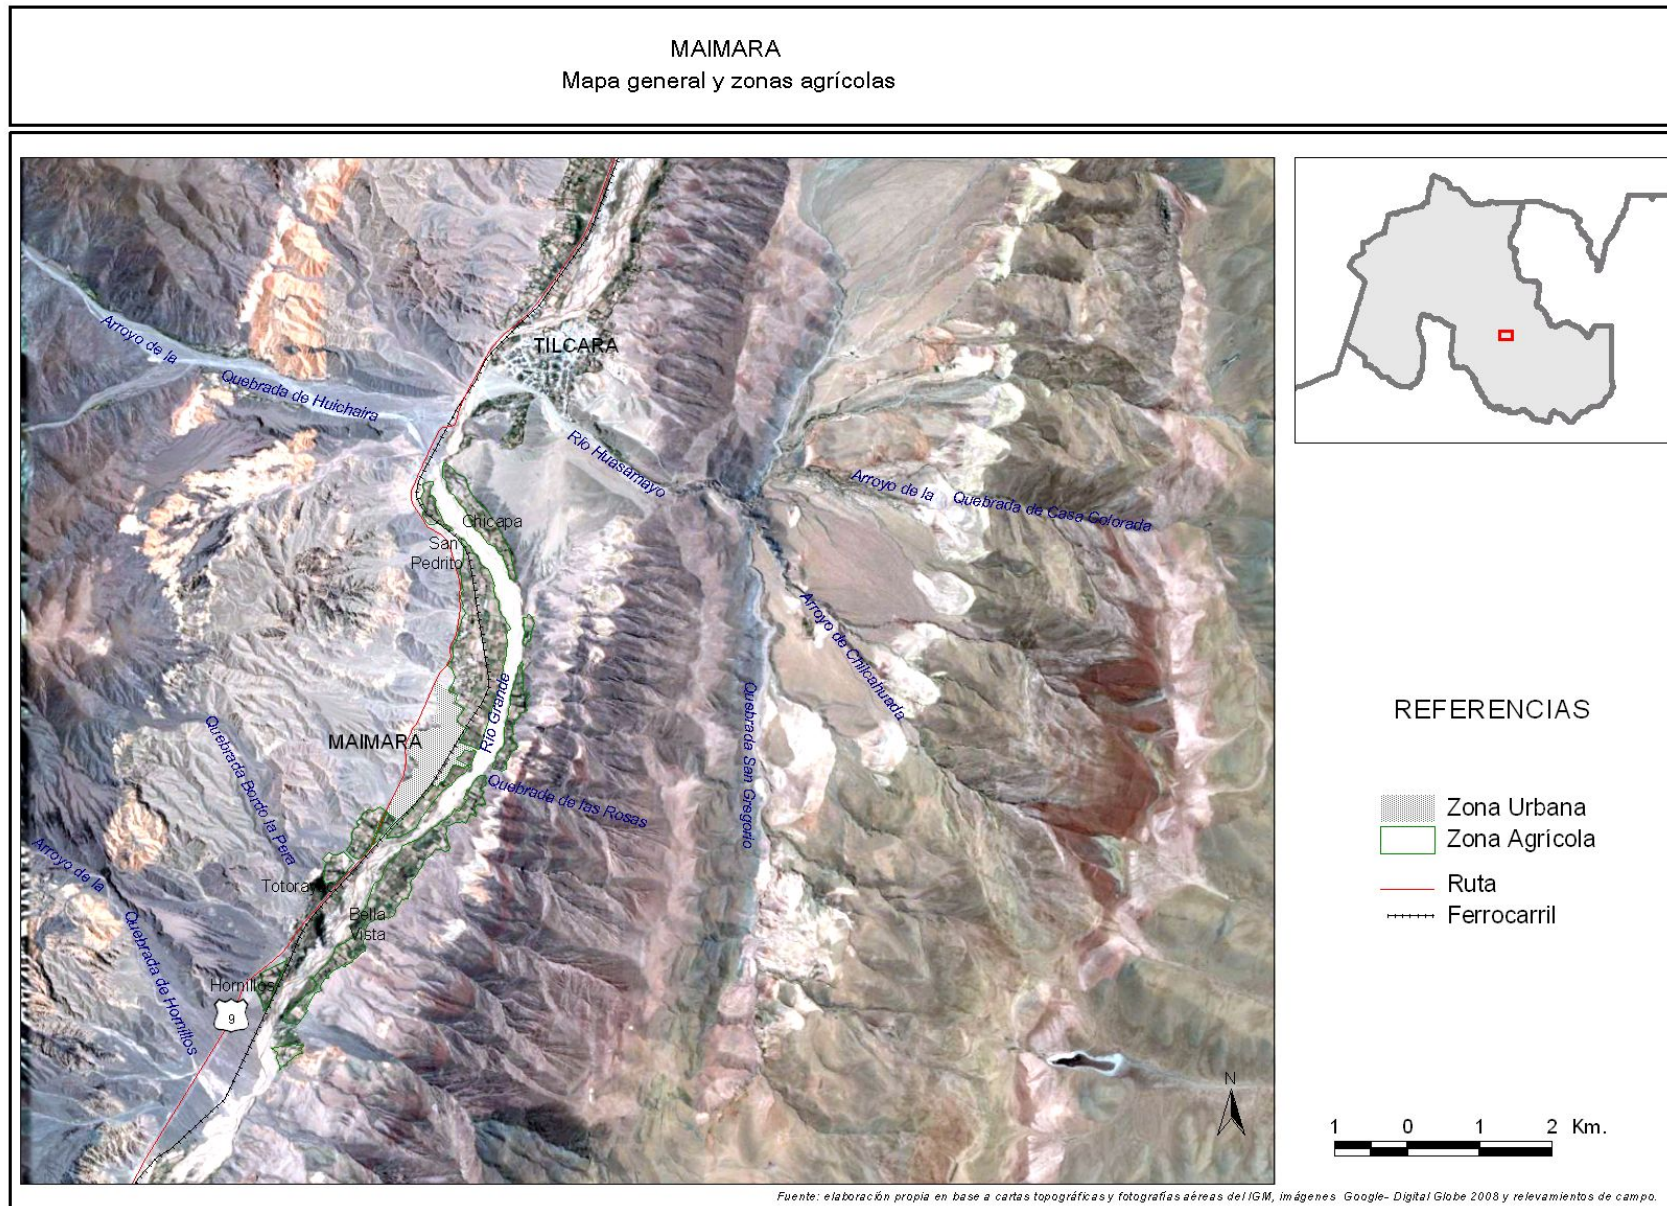 MAIMARA
Mapa general y zonas agrícolas
TILCARA
Arroyo de la
Quebrada de Huichaira
Río Huasamayo
Arroyo de la
Quebrada de Casa Colorada
Chicapa
San
Pedrito
Arroyo de Chilcahuada
Río Grande
Quebrada San Gregorio
MAIMARA
Quebrada Bordo la Pera
Quebrada de las Rosas
Arroyo de la
Quebrada de Hornillos
Totorayoc
Bella
Vista
Hornillos
9
N
REFERENCIAS
Zona Urbana
Zona Agrícola
Ruta
Ferrocarril
1 0 1 2 Km.
Fuente: elaboración propia en base a cartas topográficas y fotografías aéreas del IGM, imágenes Google- Digital Globe 2008 y relevamientos de campo.